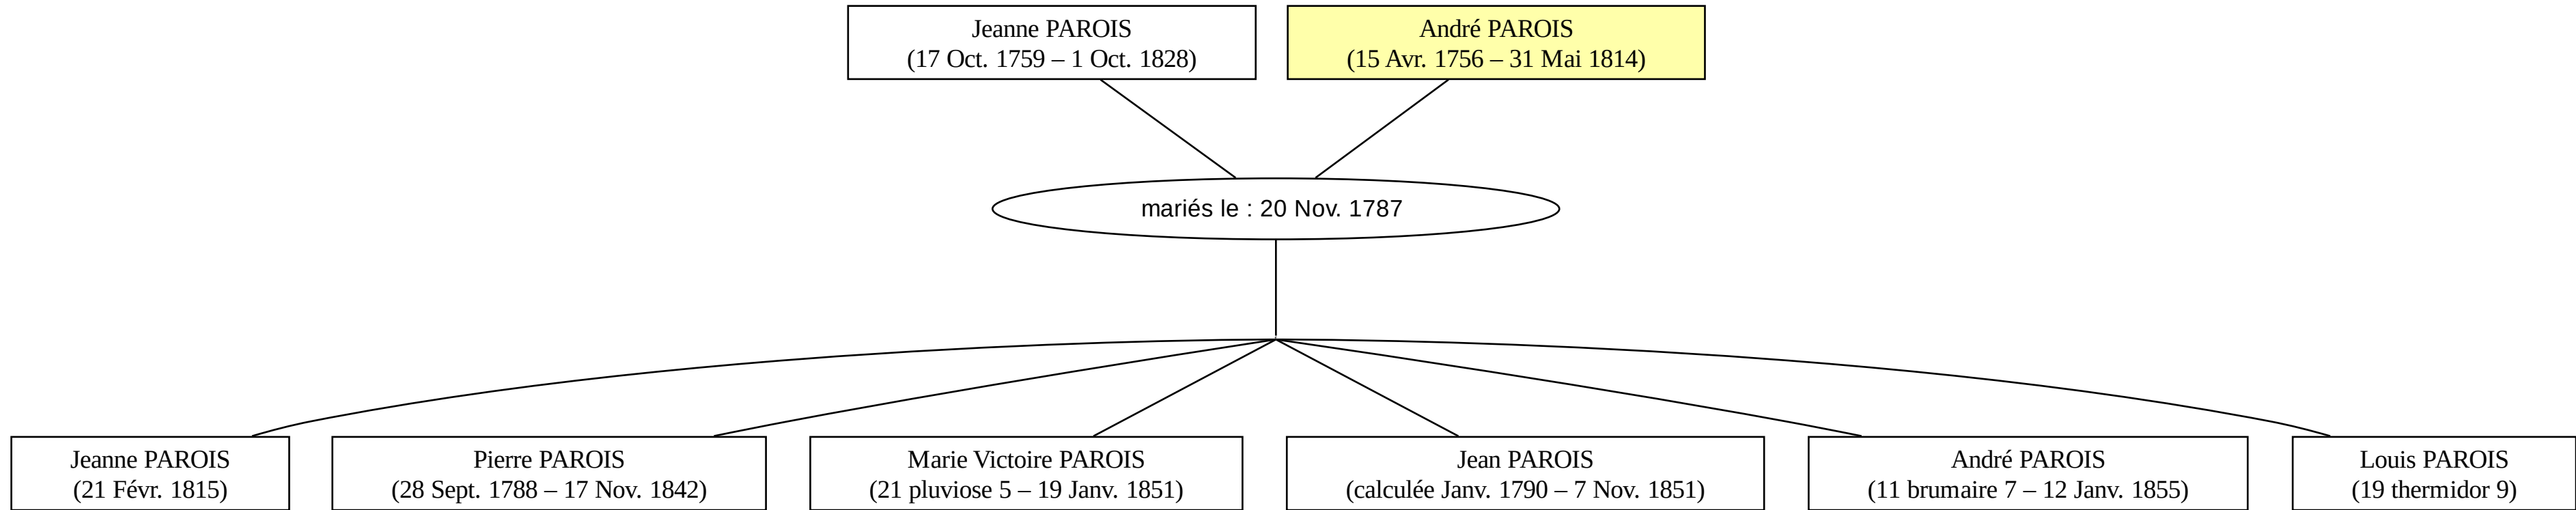 Jeanne PAROIS
(17 Oct. 1759 – 1 Oct. 1828)
André PAROIS
(15 Avr. 1756 – 31 Mai 1814)
mariés le : 20 Nov. 1787
Jeanne PAROIS
(21 Févr. 1815)
Pierre PAROIS
(28 Sept. 1788 – 17 Nov. 1842)
Marie Victoire PAROIS
(21 pluviose 5 – 19 Janv. 1851)
Jean PAROIS
(calculée Janv. 1790 – 7 Nov. 1851)
André PAROIS
(11 brumaire 7 – 12 Janv. 1855)
Louis PAROIS
(19 thermidor 9)